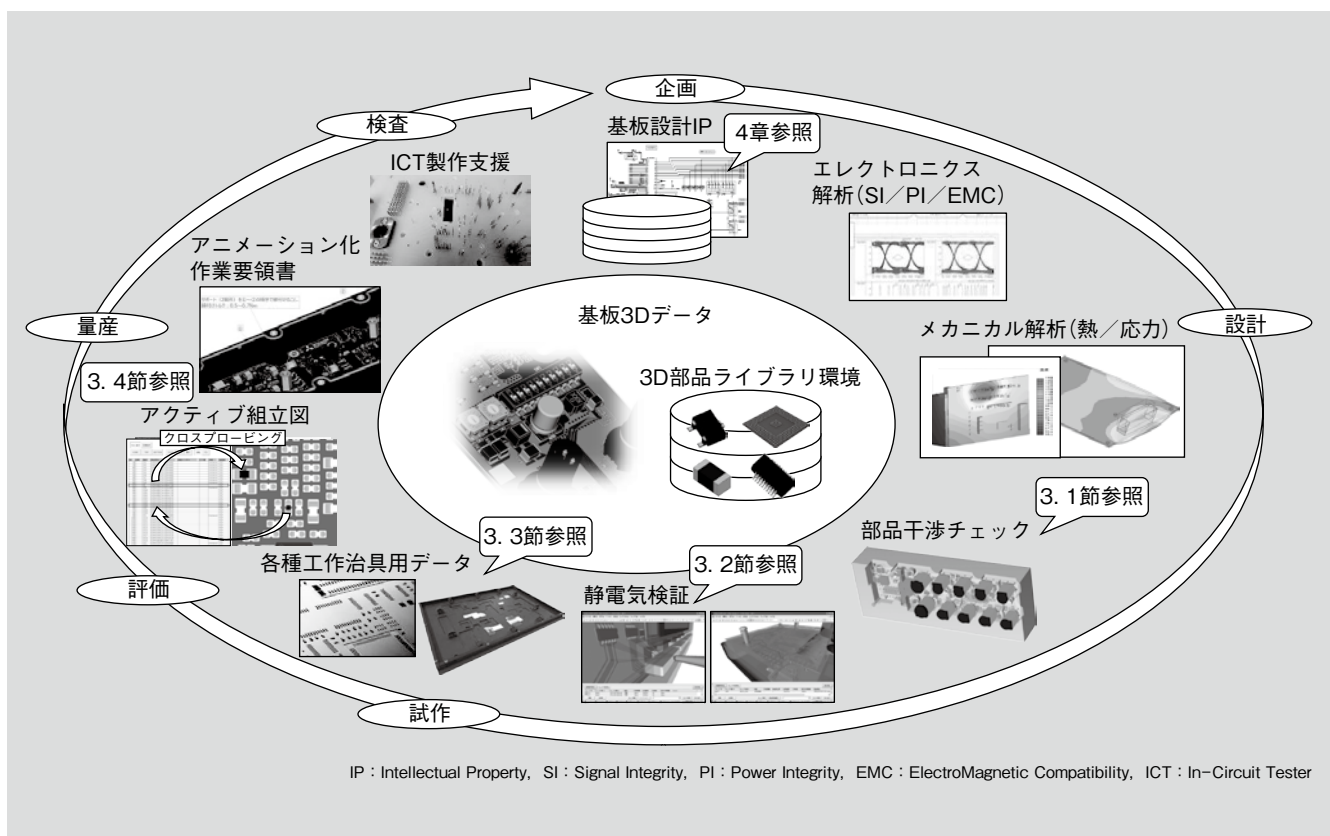 企画
検査
基板設計IP
4章参照
ICT製作支援
エレクトロニクス
解析(SI/PI/EMC)
アニメーション化
作業要領書
量産
基板3Dデータ
設計
メカニカル解析(熱/応力)
3.4節参照
3D部品ライブラリ環境
アクティブ組立図
クロスプロービング
3.1節参照
部品干渉チェック
3.3節参照
各種工作治具用データ
3.2節参照
評価
静電気検証
試作
IP:Intellectual Property, SI:Signal Integrity, PI:Power Integrity, EMC:ElectroMagnetic Compatibility, ICT:In-Circuit Tester